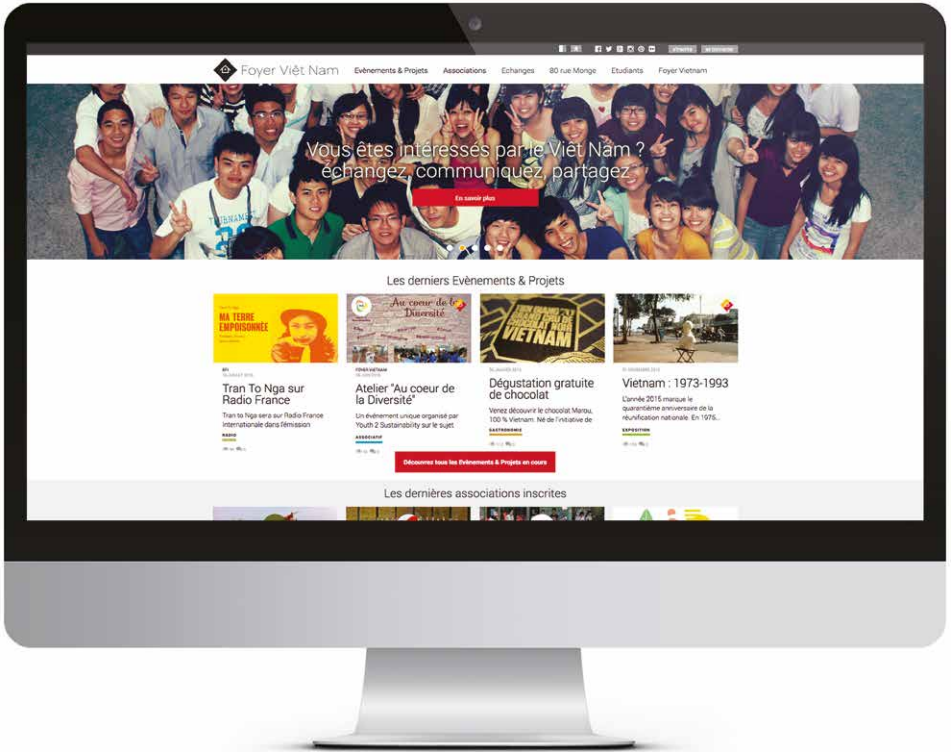 Foyer Việt Nam
Evènements & Projets
Associations
Echanges
80 rue Monge
Etudiants
Foyer Vietnam
Vous êtes intéressés par le Viêt Nam ?
échangez, communiquez, partagez
En savoir plus
Les derniers Evènements & Projets
MA TERRE
EMPOISONNÉE
Tran To Nga sur
Radio France
Tran to Nga sera sur Radio France
Internationale dans l'émission
RADIO
Au coeur de la
Diversité
FOYER VIETNAM
Atelier "Au coeur de
la Diversité"
Un événement unique organisé par
Youth 2 Sustainability sur le sujet
ASSOCIATIF
CHOCOLAT NOIR
VIETNAM
Dégustation gratuite
de chocolat
Venez découvrir le chocolat Marou,
100 % Vietnam. Né de l'initiative de
GASTRONOMIE
Vietnam : 1973-1993
L'année 2015 marque le
quarantième anniversaire de la
réunification nationale. En 1975...
EXPOSITION
Découvrez tous les Evènements & Projets en cours
Les dernières associations inscrites